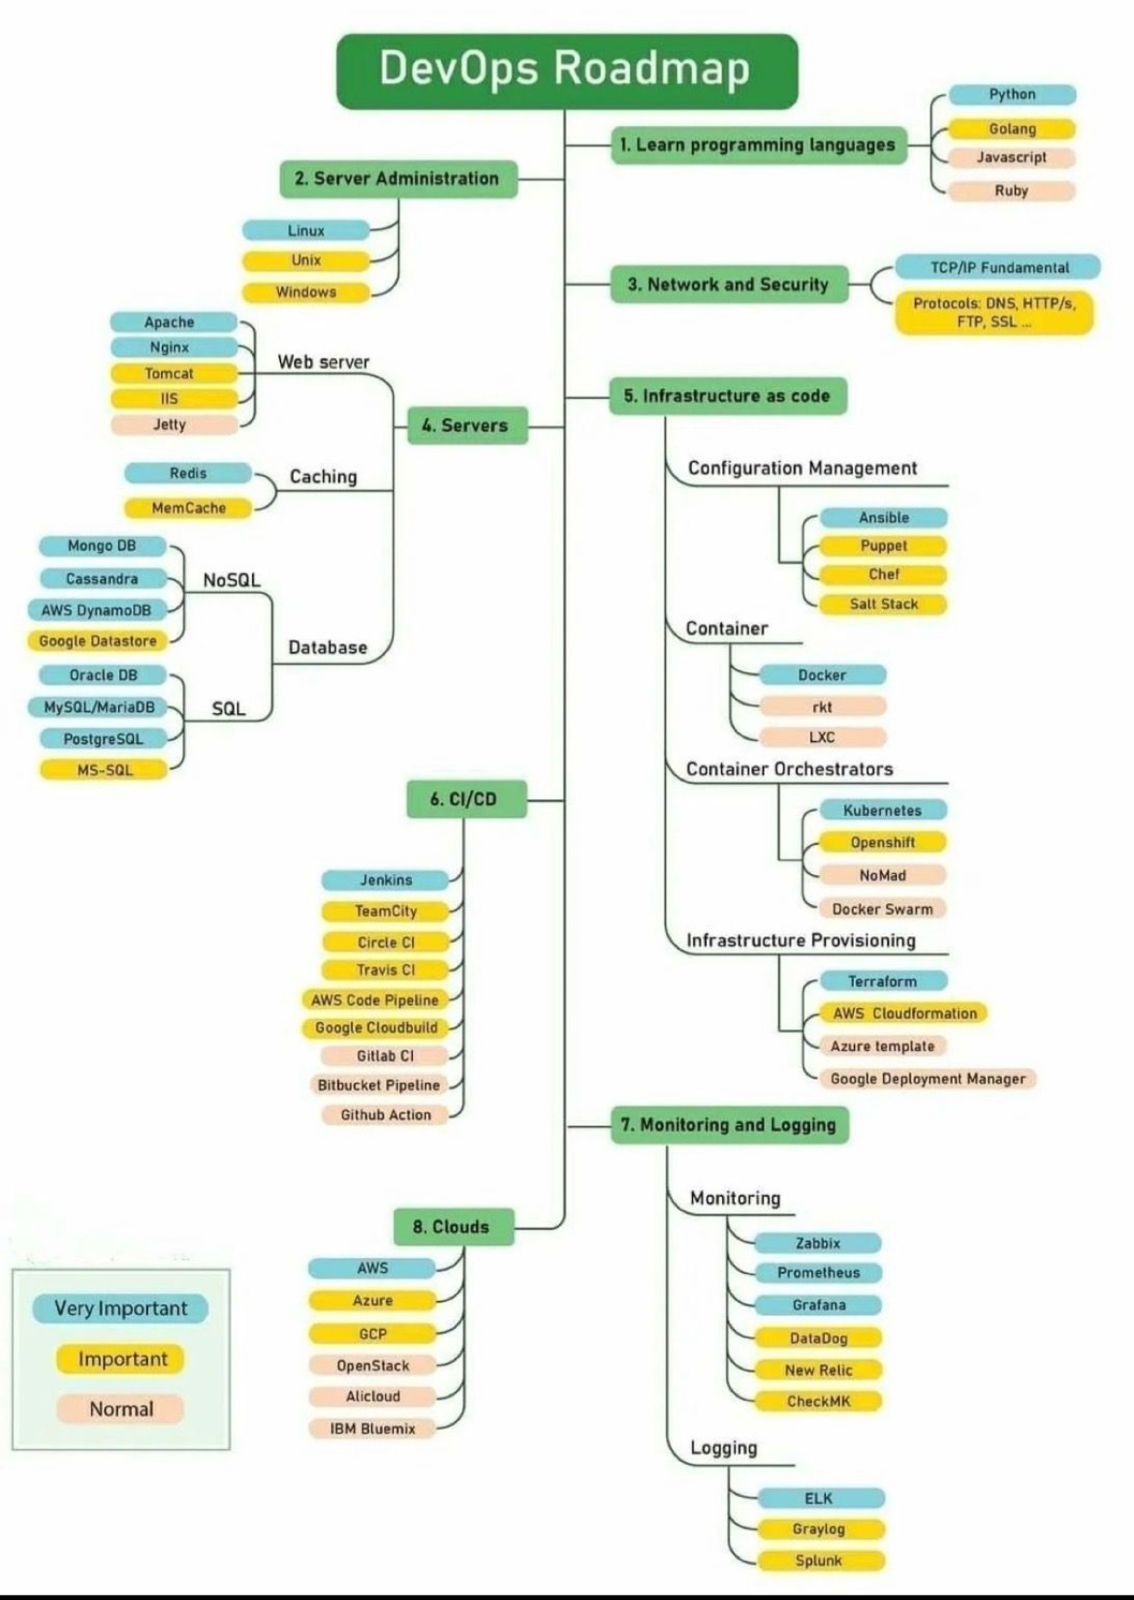 DevOps Roadmap
1. Learn programming languages
Python
Golang
Javascript
Ruby
2. Server Administration
Linux
Unix
Windows
3. Network and Security
TCP/IP Fundamental
Protocols: DNS, HTTP/s,
FTP, SSL ...
4. Servers
Web server
Apache
Nginx
Tomcat
IIS
Jetty
Caching
Redis
MemCache
Database
NoSQL
Mongo DB
Cassandra
AWS DynamoDB
Google Datastore
SQL
Oracle DB
MySQL/MariaDB
PostgreSQL
MS-SQL
5. Infrastructure as code
Configuration Management
Ansible
Puppet
Chef
Salt Stack
Container
Docker
rkt
LXC
Container Orchestrators
Kubernetes
Openshift
NoMad
Docker Swarm
Infrastructure Provisioning
Terraform
AWS Cloudformation
Azure template
Google Deployment Manager
6. CI/CD
Jenkins
TeamCity
Circle CI
Travis CI
AWS Code Pipeline
Google Cloudbuild
Gitlab CI
Bitbucket Pipeline
Github Action
7. Monitoring and Logging
Monitoring
Zabbix
Prometheus
Grafana
DataDog
New Relic
CheckMK
Logging
ELK
Graylog
Splunk
8. Clouds
AWS
Azure
GCP
OpenStack
Alicloud
IBM Bluemix
Very Important
Important
Normal